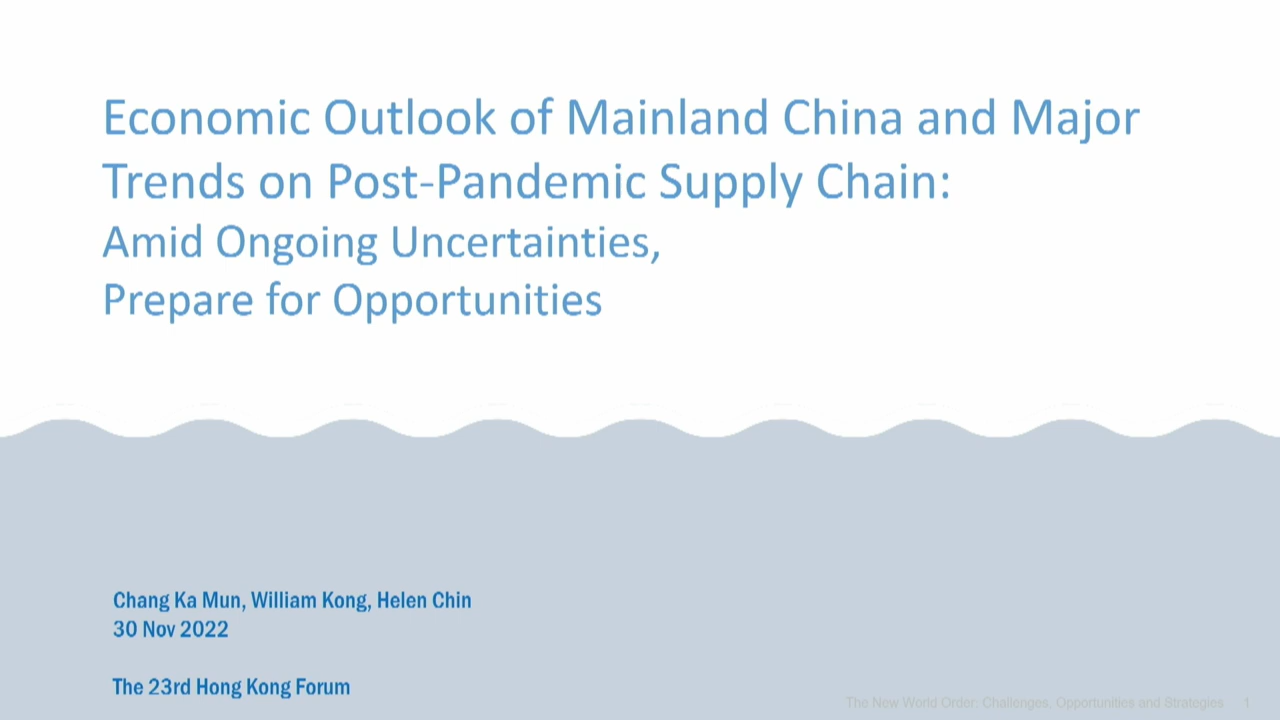 Economic Outlook of Mainland China and Major
Trends on Post-Pandemic Supply Chain:
Amid Ongoing Uncertainties,
Prepare for Opportunities
Chang Ka Mun, William Kong, Helen Chin
30 Nov 2022
The 23rd Hong Kong Forum
The New World Order: Challenges, Opportunities and Strategies 1